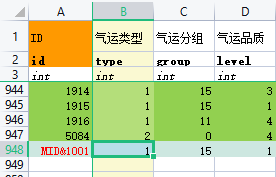 A B C D
1 ID 气运类型 气运分组 气运品质
2 id type group level
3 int int int int
944 1914 1 15 3
945 1915 1 15 1
946 1916 1 11 4
947 5084 2 0 4
948 MID&1001 1 15 1
949